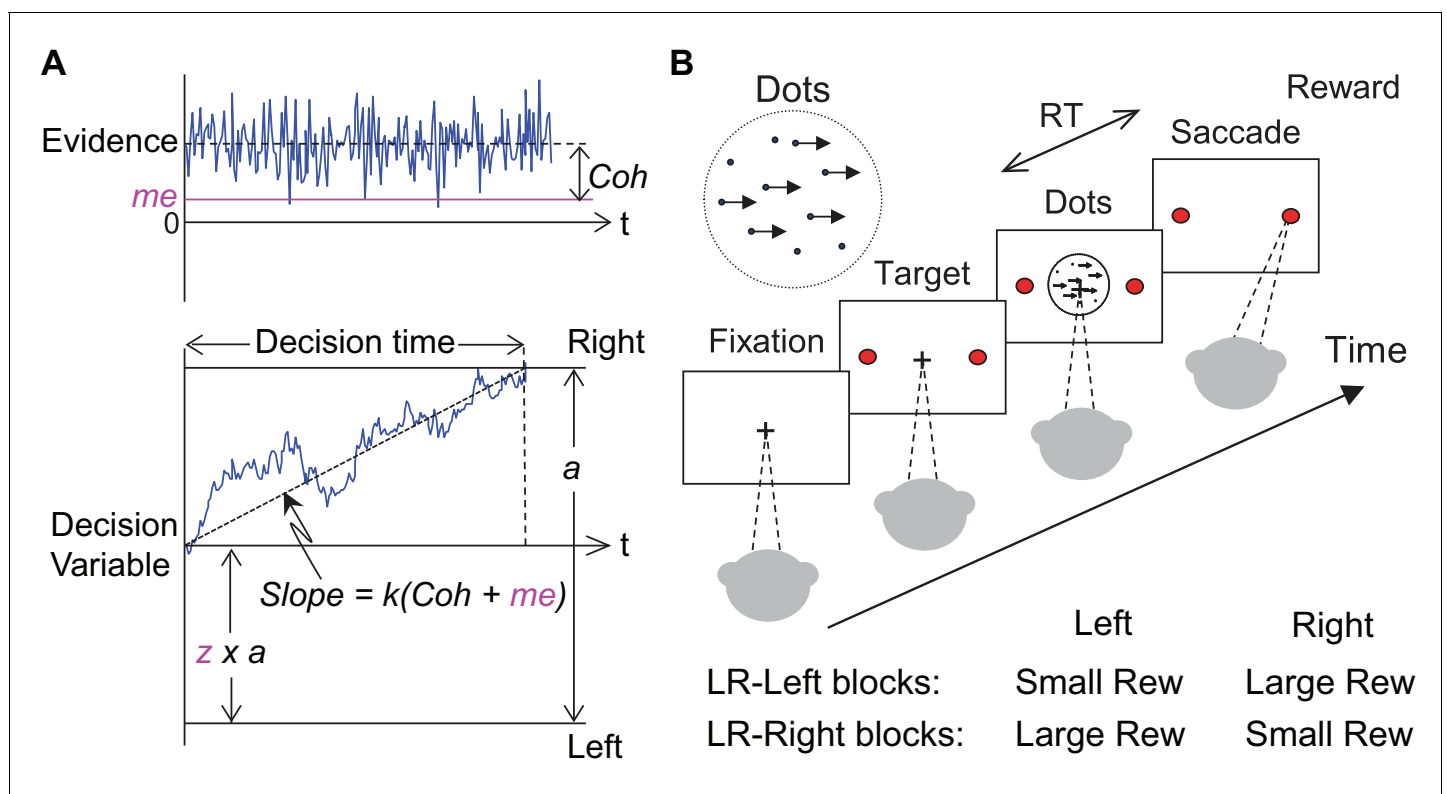 A
Evidence
Coh
me
0
t
Decision time
Right
a
Decision
Variable
t
Slope = k(Coh + me)
z x a
Left
B
Dots
RT
Reward
Saccade
Dots
Target
Fixation
Time
Left Right
LR-Left blocks: Small Rew Large Rew
LR-Right blocks: Large Rew Small Rew